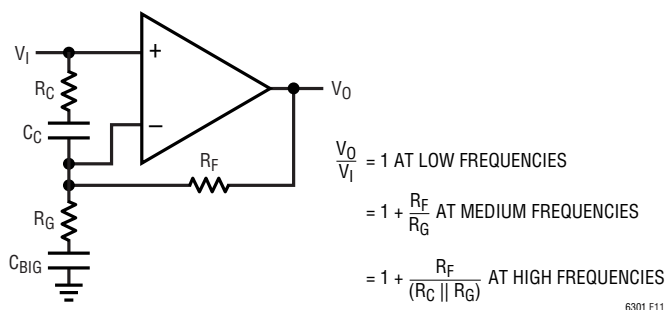 V_I
+
R_C
C_C
−
V_O
R_F
R_G
C_BIG
V_O/V_I = 1 AT LOW FREQUENCIES
= 1 + R_F/R_G AT MEDIUM FREQUENCIES
= 1 + R_F/(R_C || R_G) AT HIGH FREQUENCIES
6301 F11